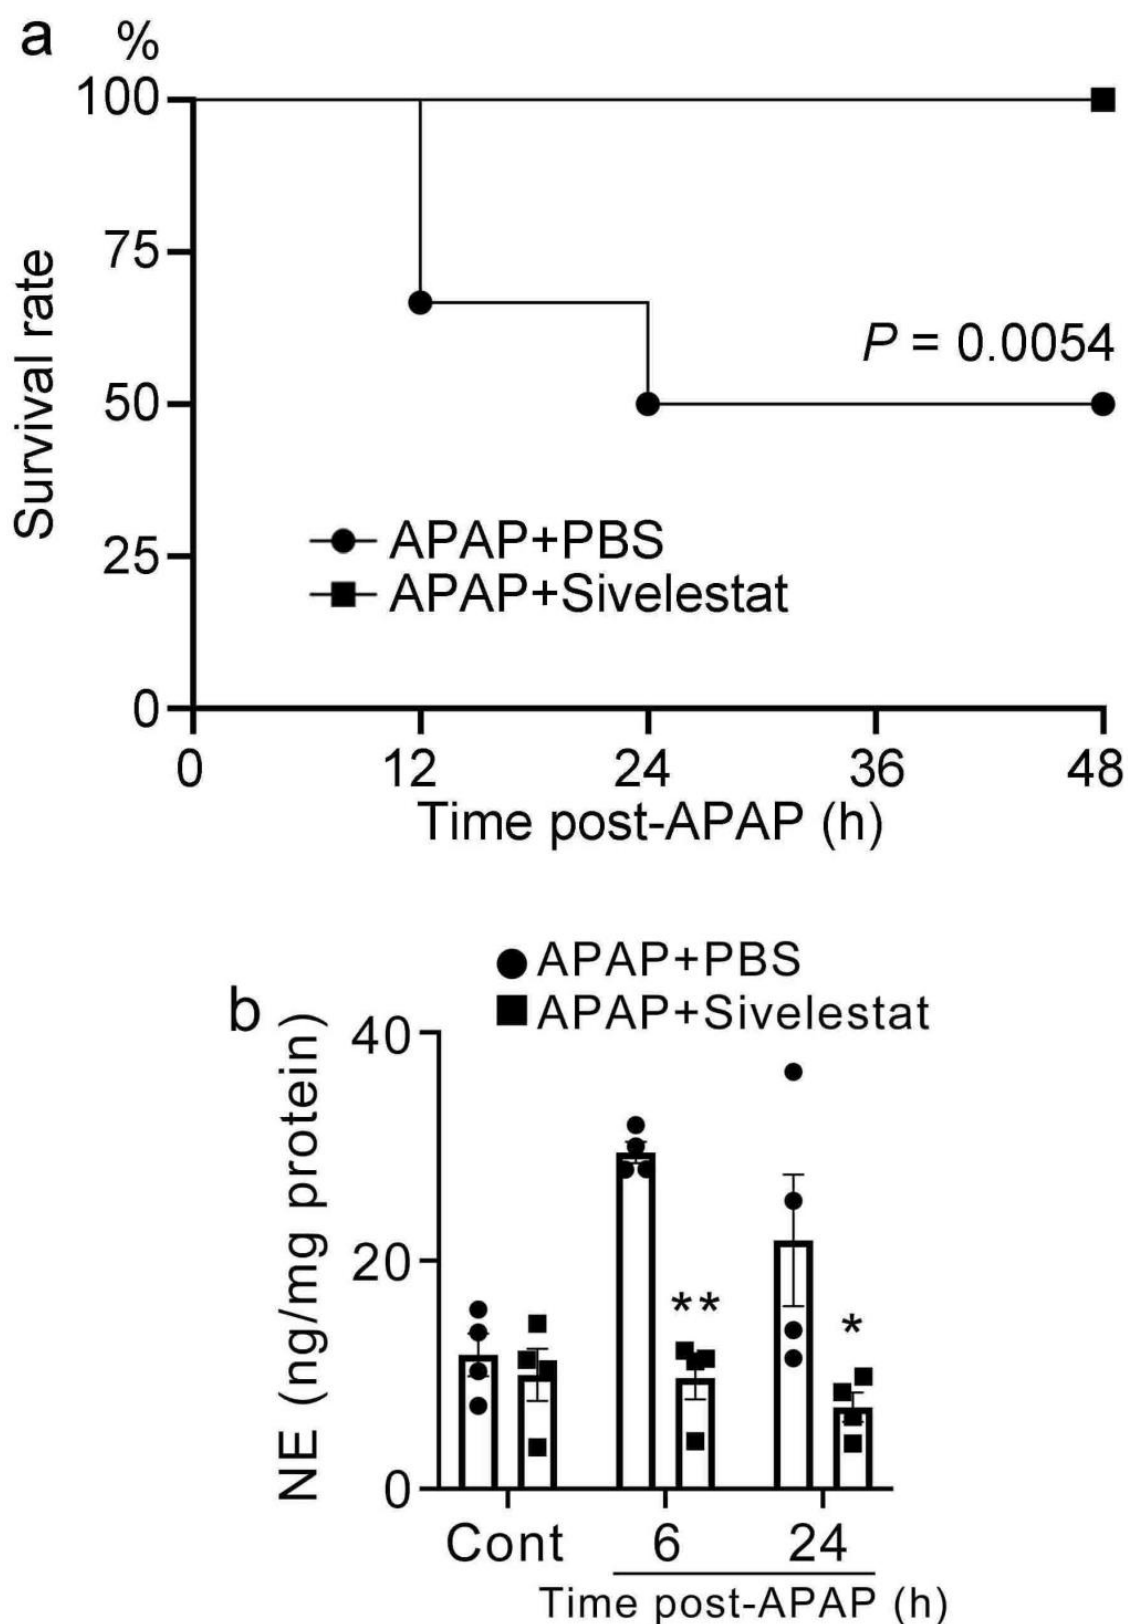 a
%
100
75
50
25
0
Survival rate
P = 0.0054
APAP+PBS
APAP+Sivelestat
0 12 24 36 48
Time post-APAP (h)
b
APAP+PBS
APAP+Sivelestat
NE (ng/mg protein)
40
20
0
**
*
Cont 6 24
Time post-APAP (h)